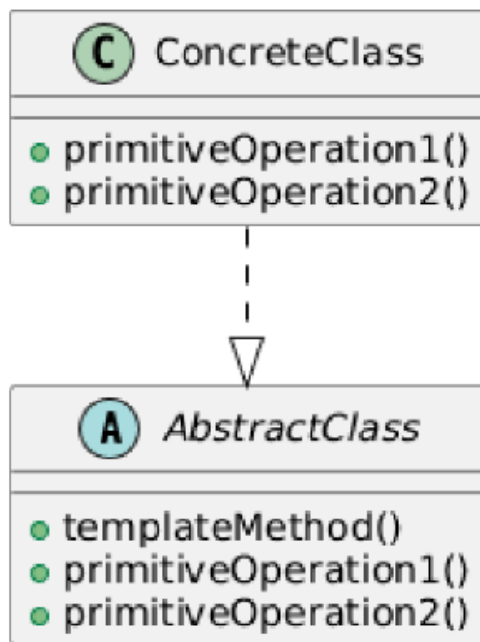 C ConcreteClass
primitiveOperation1()
primitiveOperation2()
A AbstractClass
templateMethod()
primitiveOperation1()
primitiveOperation2()